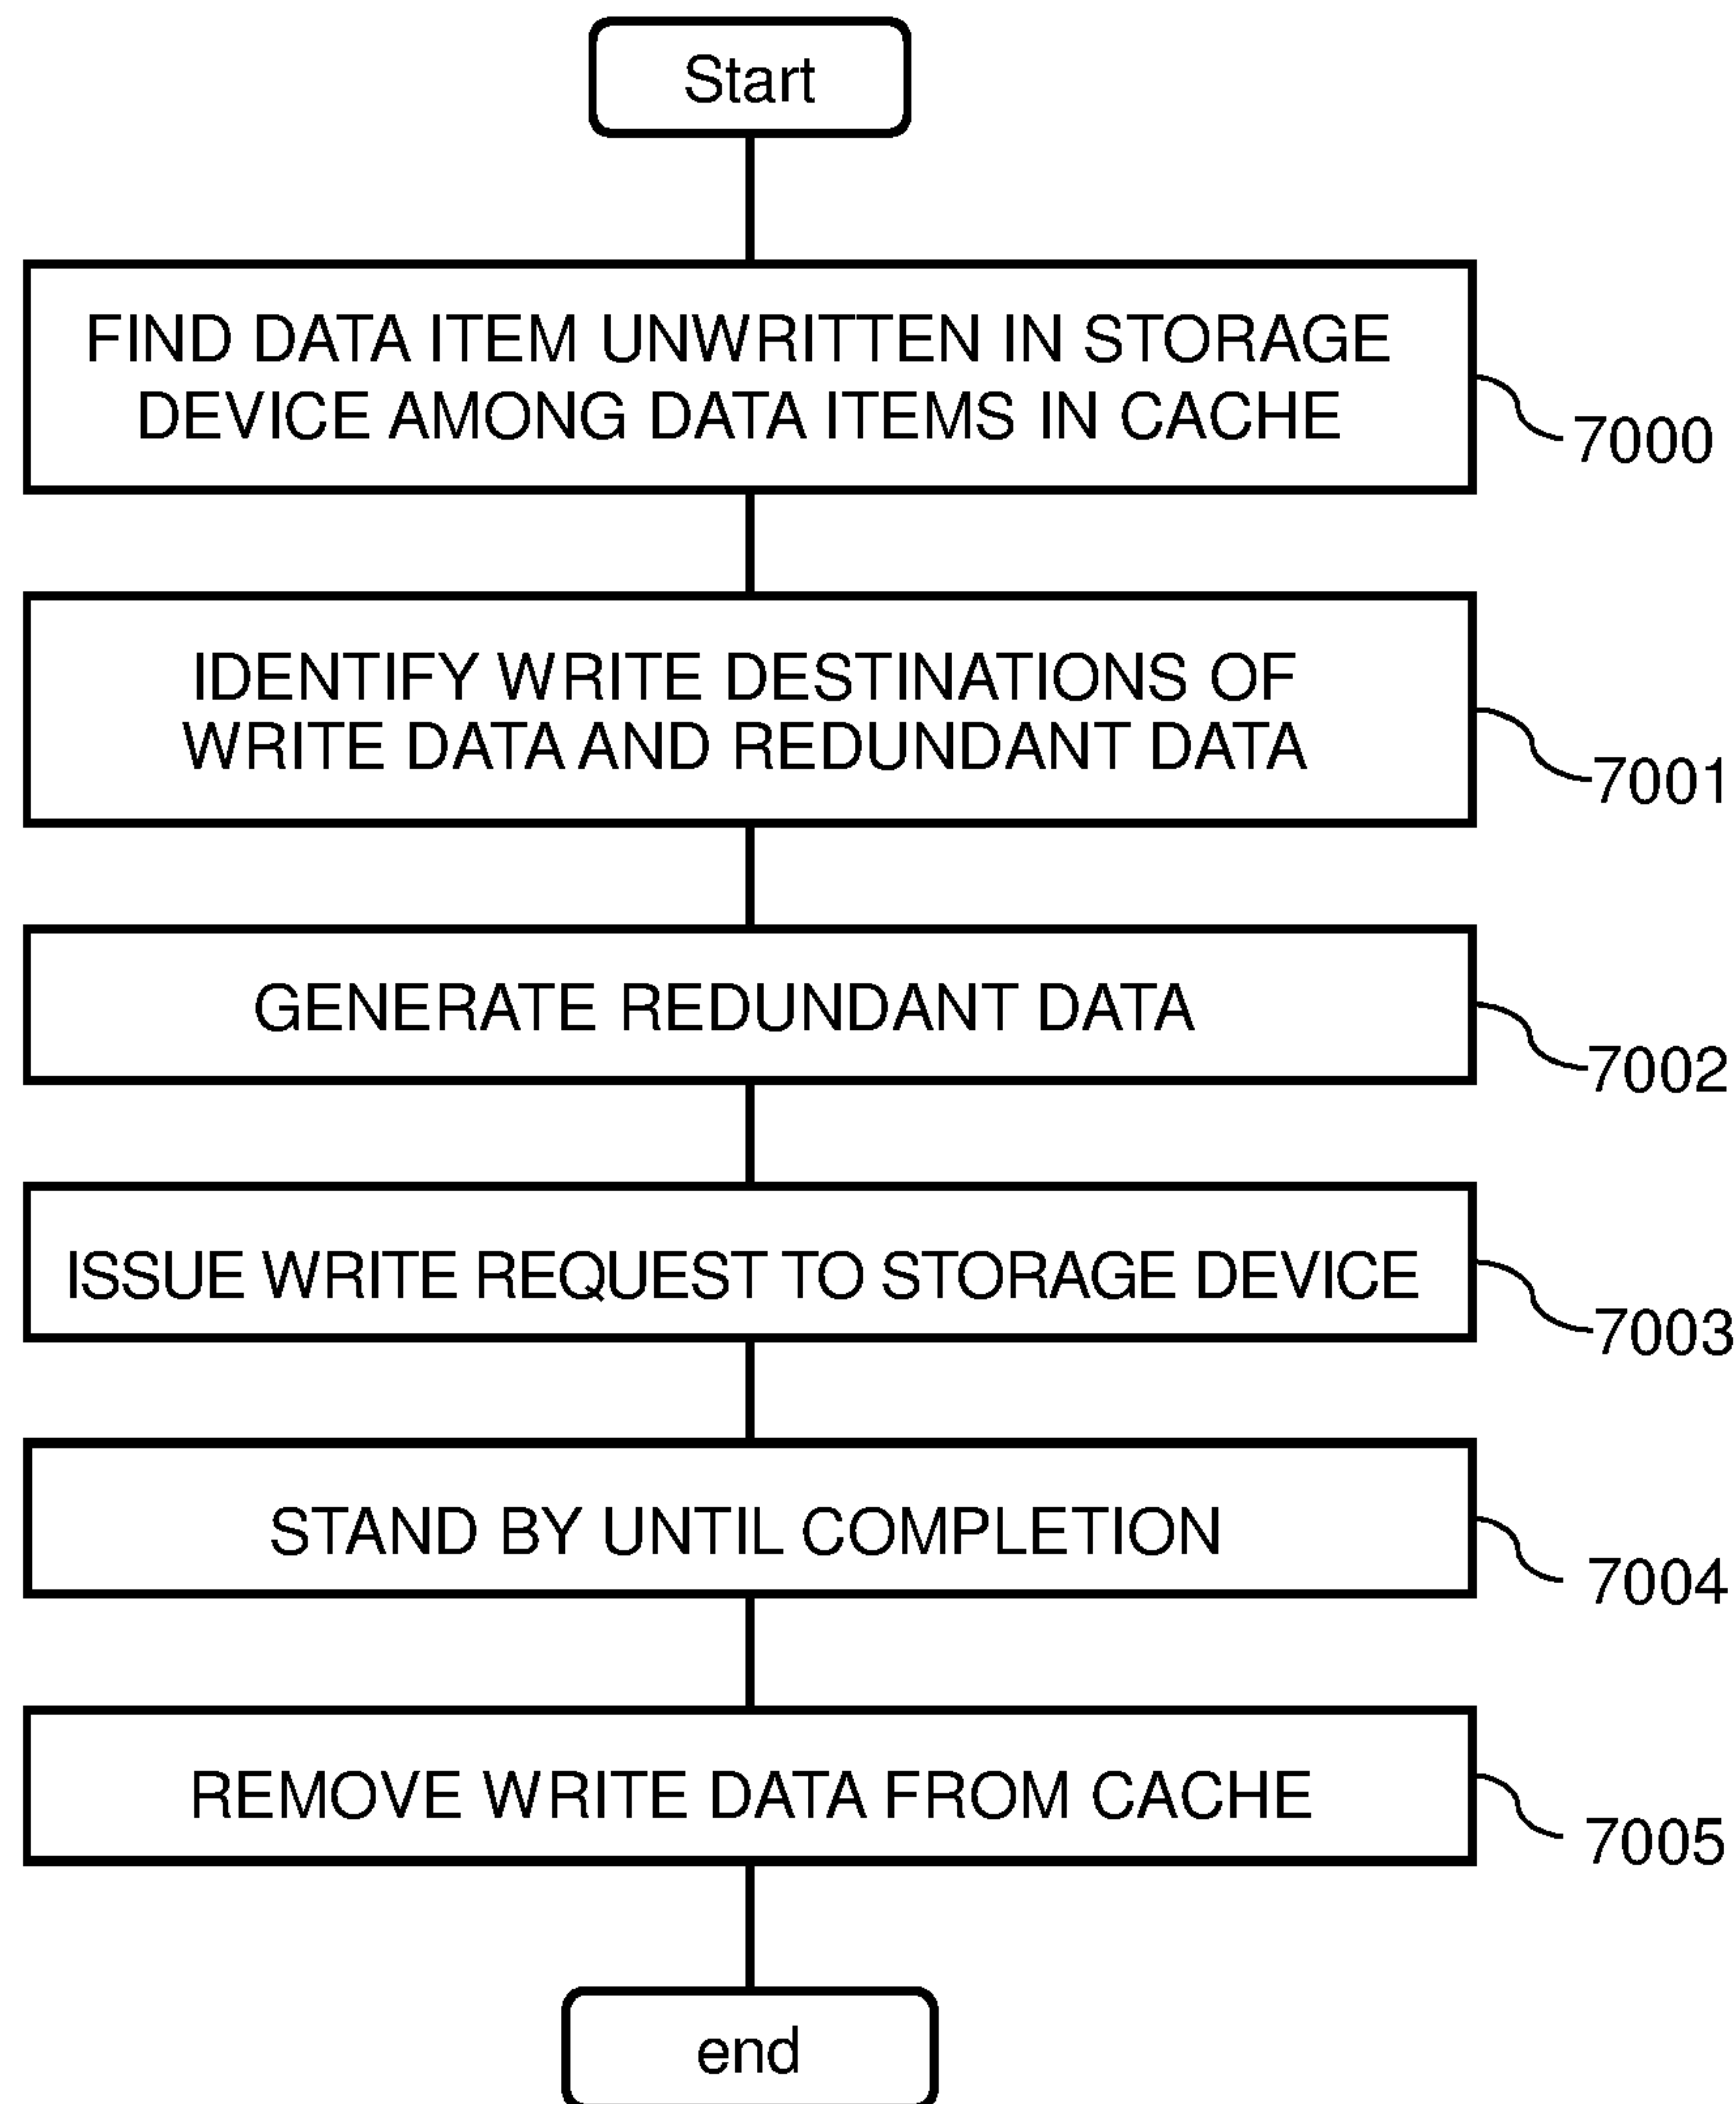 Start
FIND DATA ITEM UNWRITTEN IN STORAGE
DEVICE AMONG DATA ITEMS IN CACHE
7000
IDENTIFY WRITE DESTINATIONS OF
WRITE DATA AND REDUNDANT DATA
7001
GENERATE REDUNDANT DATA
7002
ISSUE WRITE REQUEST TO STORAGE DEVICE
7003
STAND BY UNTIL COMPLETION
7004
REMOVE WRITE DATA FROM CACHE
7005
end